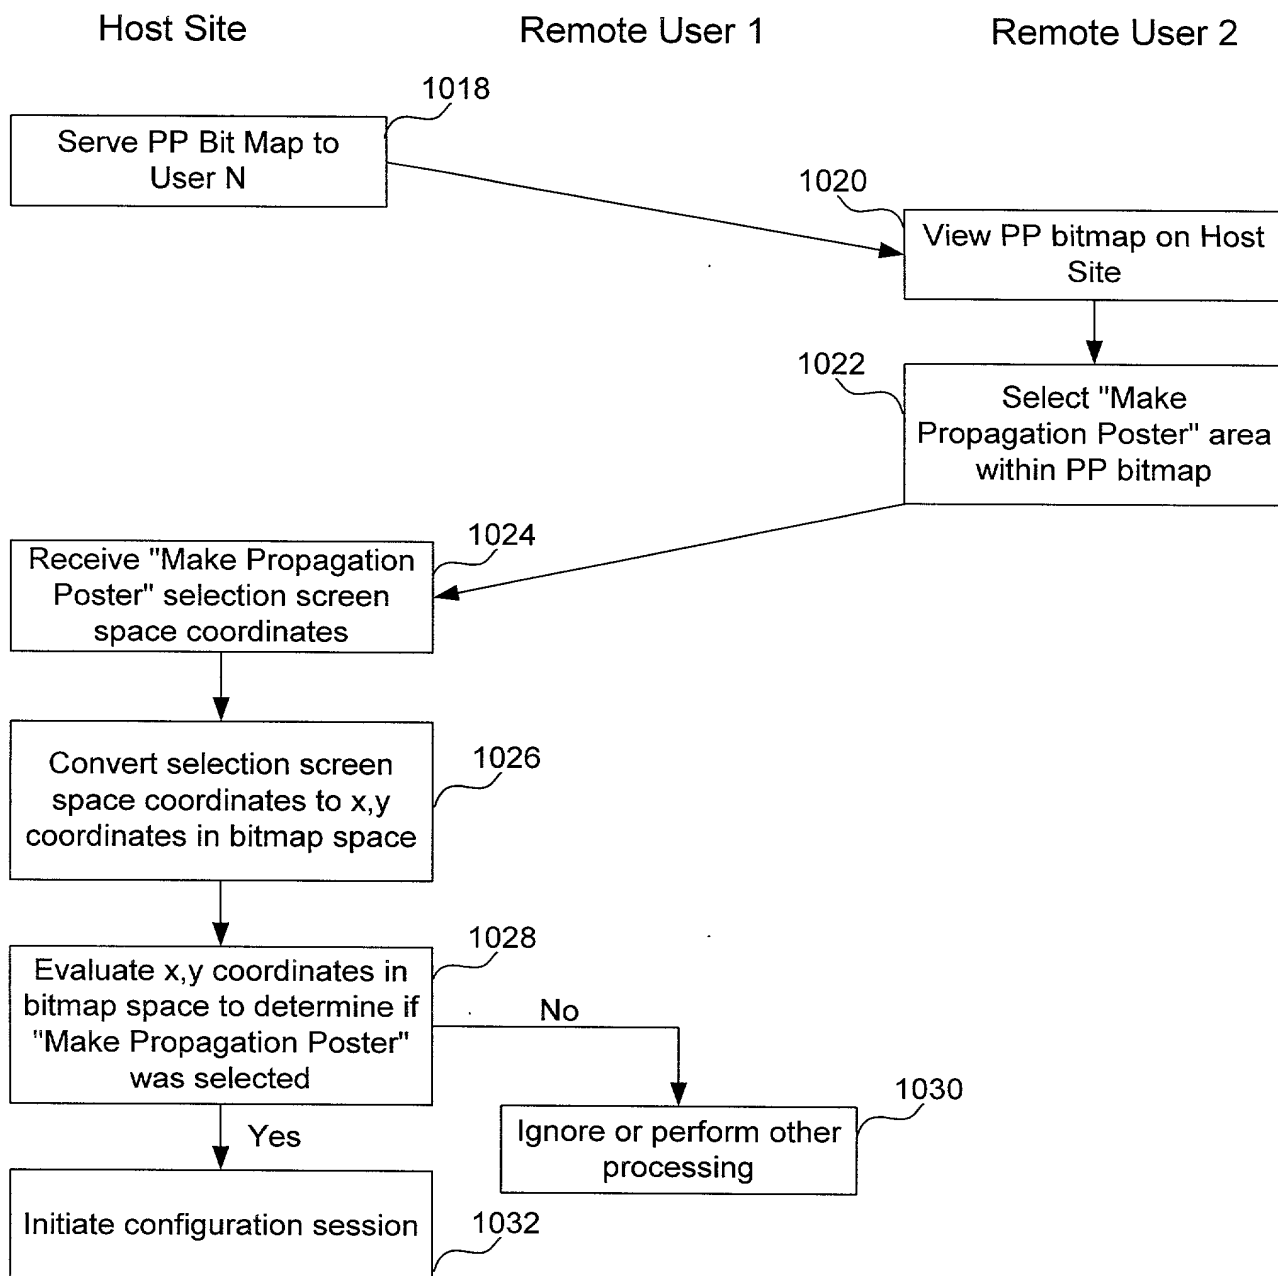 Host Site
Remote User 1
Remote User 2
1018
Serve PP Bit Map to
User N
1020
View PP bitmap on Host
Site
1022
Select "Make
Propagation Poster" area
within PP bitmap
1024
Receive "Make Propagation
Poster" selection screen
space coordinates
1026
Convert selection screen
space coordinates to x,y
coordinates in bitmap space
1028
Evaluate x,y coordinates in
bitmap space to determine if
"Make Propagation Poster"
was selected
No
1030
Ignore or perform other
processing
Yes
Initiate configuration session
1032